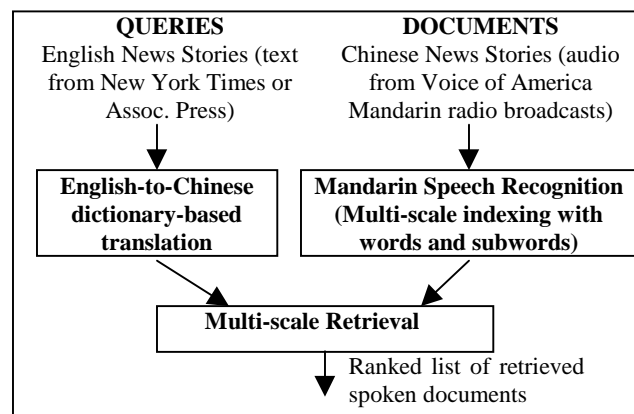 QUERIES
English News Stories (text
from New York Times or
Assoc. Press)
DOCUMENTS
Chinese News Stories (audio
from Voice of America
Mandarin radio broadcasts)
English-to-Chinese
dictionary-based
translation
Mandarin Speech Recognition
(Multi-scale indexing with
words and subwords)
Multi-scale Retrieval
Ranked list of retrieved
spoken documents